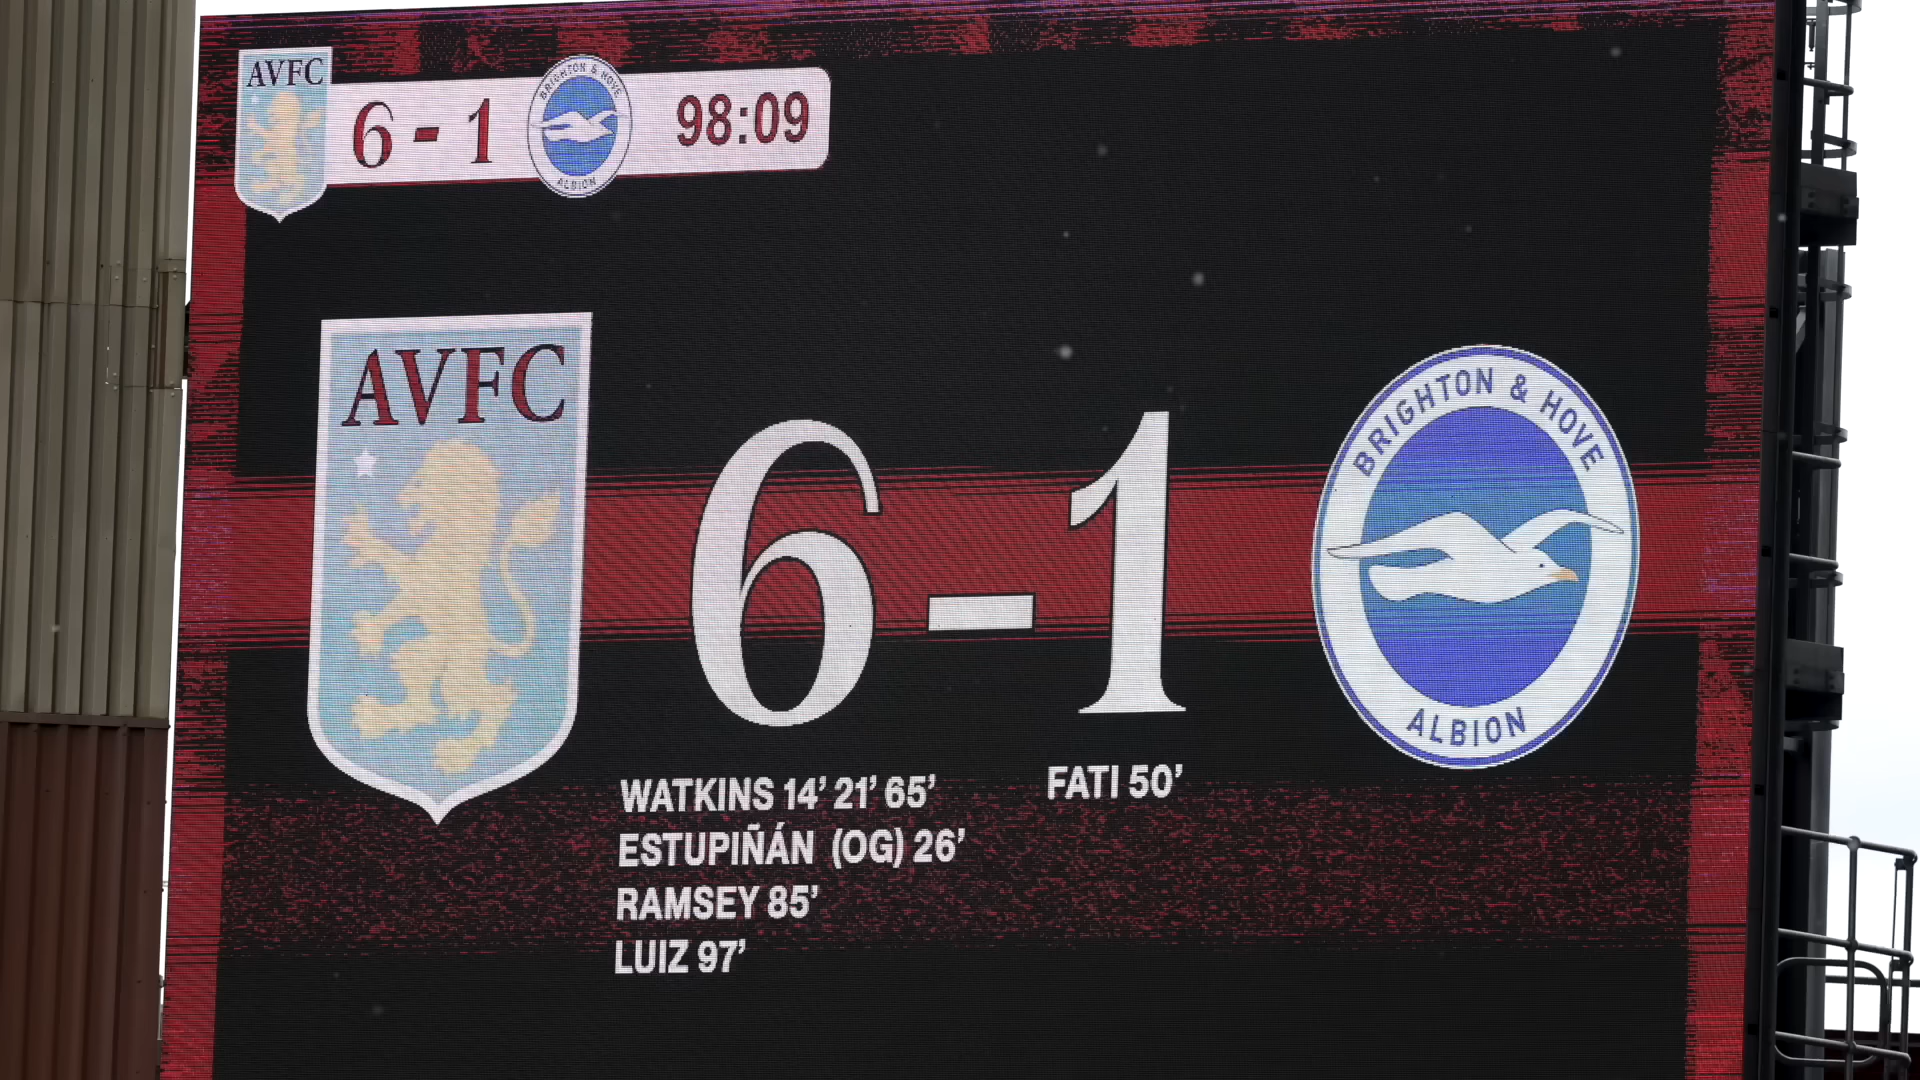 AVFC
6 - 1
BRIGHTON & HOVE
ALBION
98:09
AVFC
6-1
BRIGHTON & HOVE
ALBION
WATKINS 14’ 21’ 65’
FATI 50’
ESTUPIÑÁN (OG) 26’
RAMSEY 85’
LUIZ 97’